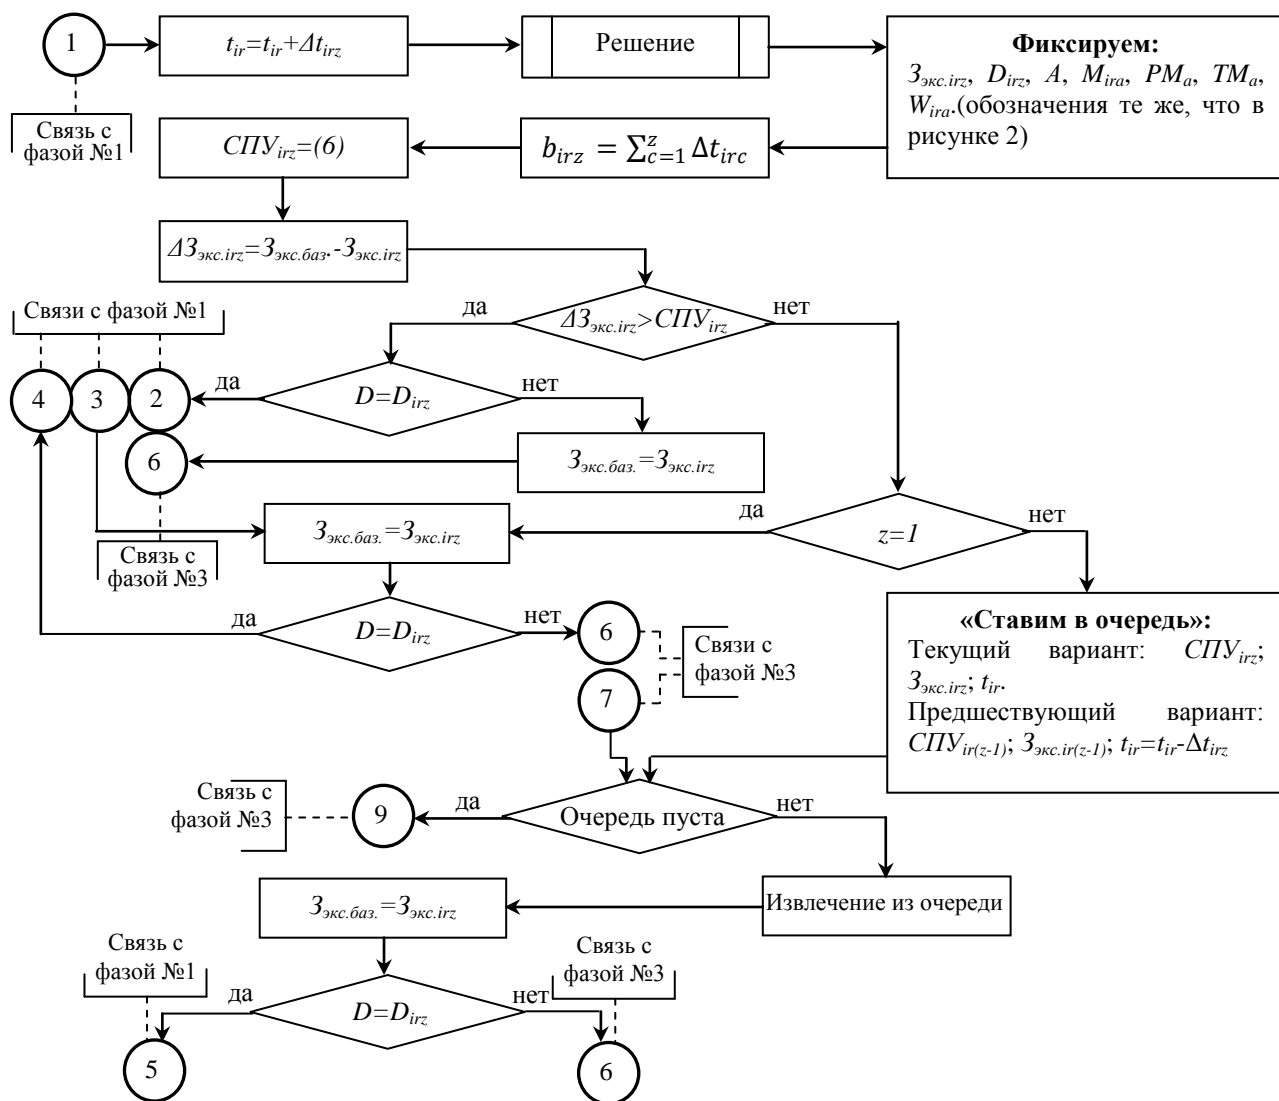 1
t_ir=t_ir+Δt_irz
Решение
Фиксируем:
З_экс.irz, D_irz, A, M_ira, PM_a, TM_a,
W_ira.(обозначения те же, что в
рисунке 2)
Связь с
фазой №1
СПУ_irz=(6)
b_irz = ∑_{c=1}^{z} Δt_irc
ΔЗ_экс.irz=З_экс.баз.-З_экс.irz
Связи с фазой №1
да
ΔЗ_экс.irz>СПУ_irz
нет
4
3
2
да
D=D_irz
нет
6
З_экс.баз.=З_экс.irz
Связь с
фазой №3
З_экс.баз.=З_экс.irz
да
z=1
нет
да
D=D_irz
нет
6
Связи с
фазой №3
7
«Ставим в очередь»:
Текущий вариант: СПУ_irz;
З_экс.irz; t_ir.
Предшествующий вариант:
СПУ_ir(z-1); З_экс.ir(z-1); t_ir=t_ir-Δt_irz
Связь с
фазой №3
9
да
Очередь пуста
нет
З_экс.баз.=З_экс.irz
Извлечение из очереди
Связь с
фазой №1
да
D=D_irz
нет
Связь с
фазой №3
5
6